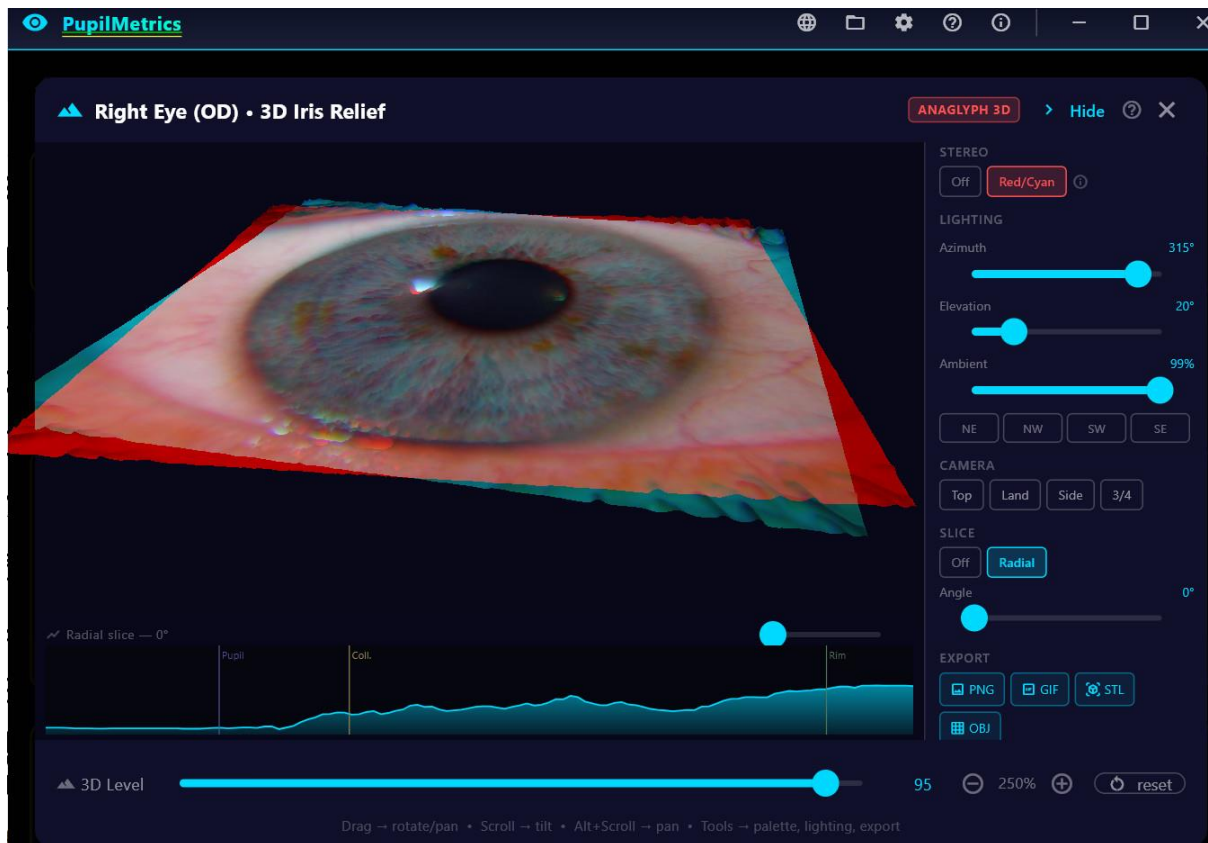 PupilMetrics
Right Eye (OD) • 3D Iris Relief
ANAGLYPH 3D
Hide
STEREO
Off Red/Cyan
LIGHTING
Azimuth 315°
Elevation 20°
Ambient 99%
NE NW SW SE
CAMERA
Top Land Side 3/4
SLICE
Off Radial
Angle 0°
EXPORT
PNG GIF STL
OBJ
Radial slice — 0°
Pupil Coll. Rim
3D Level 95 250% reset
Drag → rotate/pan • Scroll → tilt • Alt+Scroll → pan • Tools → palette, lighting, export